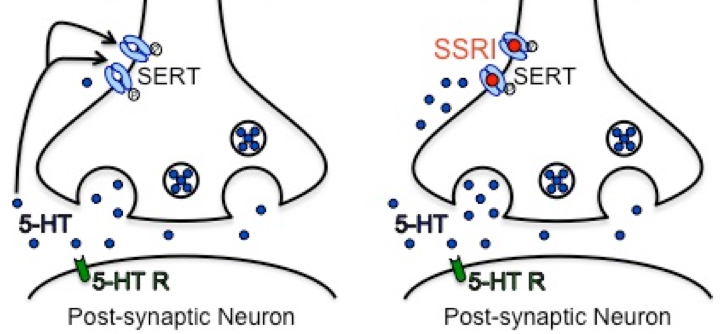 SERT
5-HT
5-HT R
Post-synaptic Neuron
SSRI
SERT
5-HT
5-HT R
Post-synaptic Neuron